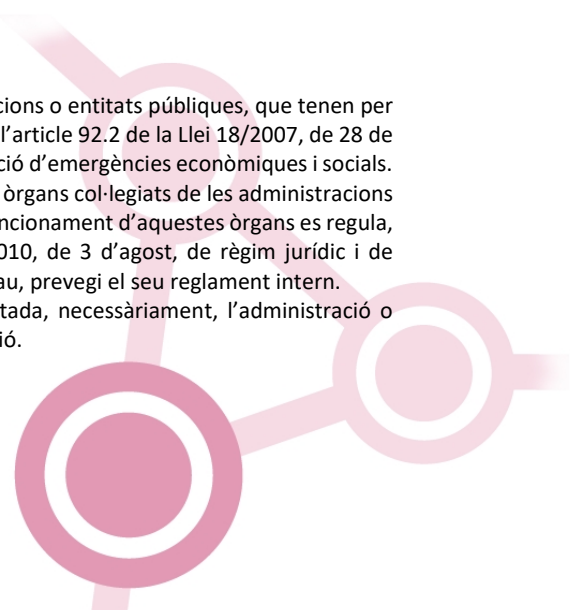 cions o entitats públiques, que tenen per
l’article 92.2 de la Llei 18/2007, de 28 de
ció d’emergències econòmiques i socials.
òrgans col·legiats de les administracions
ncionament d’aquestes òrgans es regula,
010, de 3 d’agost, de règim jurídic i de
au, prevegi el seu reglament intern.
tada, necessàriament, l’administració o
ió.